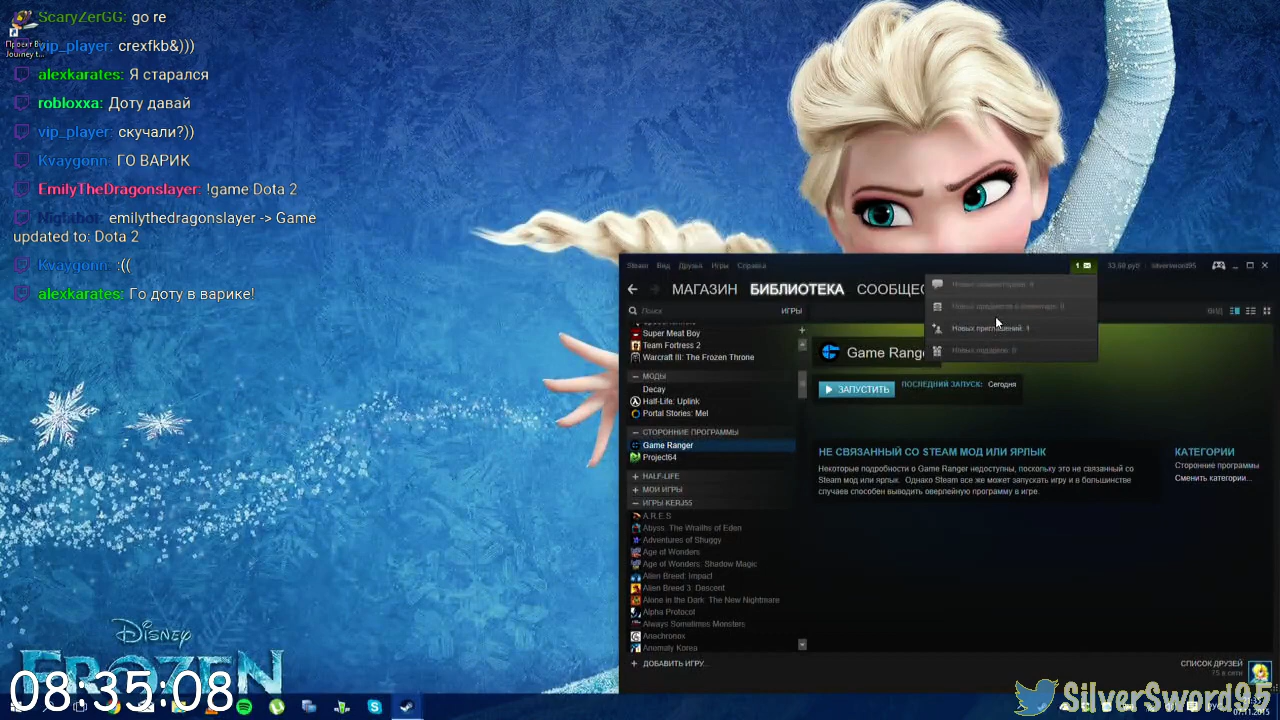 ScaryZerGG: go re
vip_player: crexfkb&)))
alexkarates: Я старался
robloxxa: Доту давай
vip_player: скучали?))
Kvaygonn: ГО ВАРИК
EmilyTheDragonslayer: !game Dota 2
Nightbot: emilythedragonslayer -> Game
updated to: Dota 2
Kvaygonn: :((
alexkarates: Го доту в варике!
Steam Вид Друзья Игры Справка
1
33,68 руб silversword95
МАГАЗИН БИБЛИОТЕКА СООБЩЕ
Поиск ИГРЫ
ВИД
Новых приглашений: 1
Новых подарков: 0
Super Meat Boy
Team Fortress 2
Warcraft III: The Frozen Throne
— МОДЫ
Decay
Half-Life: Uplink
Portal Stories: Mel
— СТОРОННИЕ ПРОГРАММЫ
Game Ranger
Project64
+ HALF-LIFE
+ МОИ ИГРЫ
— ИГРЫ KERJ55
A.R.E.S
Abyss: The Wraiths of Eden
Adventures of Shuggy
Age of Wonders
Age of Wonders: Shadow Magic
Alien Breed: Impact
Alien Breed 3: Descent
Alone in the Dark: The New Nightmare
Alpha Protocol
Always Sometimes Monsters
Anachronox
Anomaly Korea
+ ДОБАВИТЬ ИГРУ...
Game Range
ЗАПУСТИТЬ
ПОСЛЕДНИЙ ЗАПУСК: Сегодня
НЕ СВЯЗАННЫЙ СО STEAM МОД ИЛИ ЯРЛЫК
Некоторые подробности о Game Ranger недоступны, поскольку это не связанный со
Steam мод или ярлык. Однако Steam все же может запускать игру и в большинстве
случаев способен выводить оверлейную программу в игре.
КАТЕГОРИИ
Сторонние программы
Сменить категории...
СПИСОК ДРУЗЕЙ
DISNEY
FROZEN
08:35:08
SilverSword95